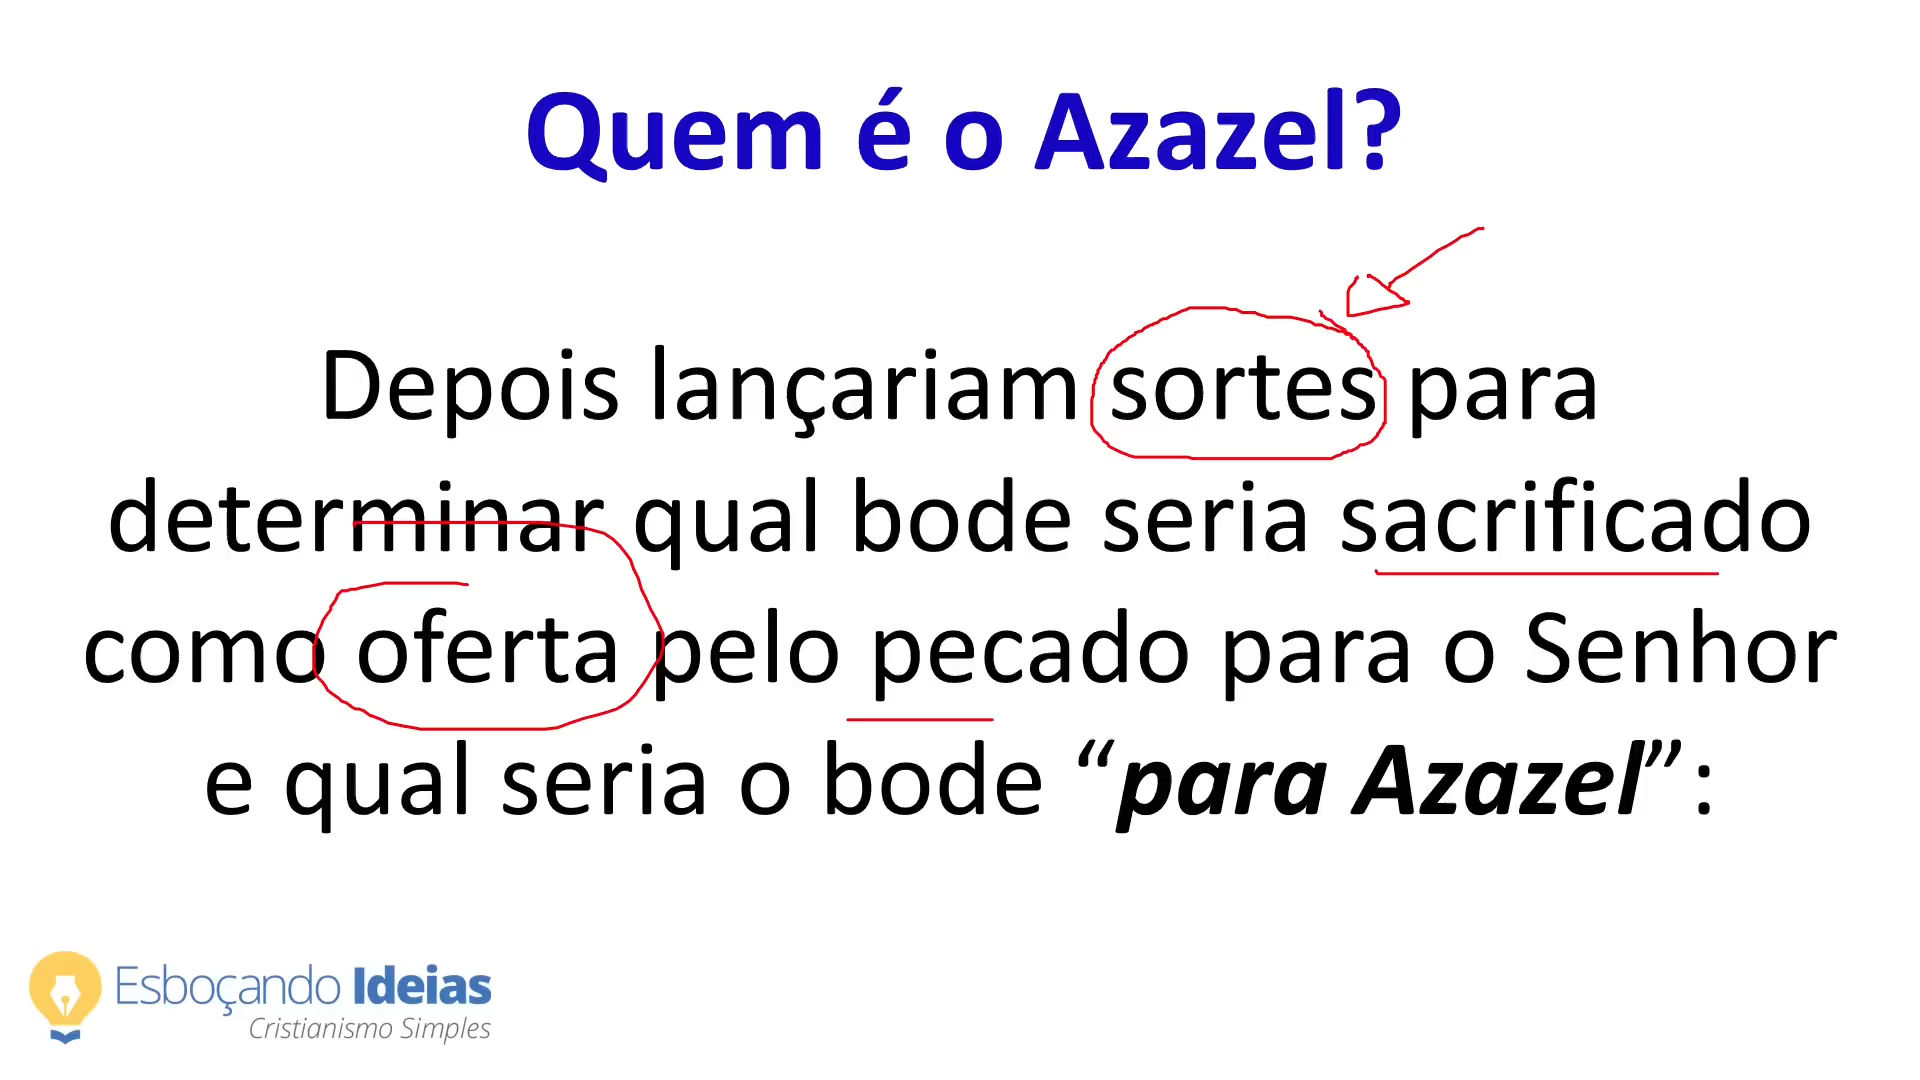 Quem é o Azazel?
Depois lançariam sortes para
determinar qual bode seria sacrificado
como oferta pelo pecado para o Senhor
e qual seria o bode “para Azazel”:
Esboçando Ideias
Cristianismo Simples